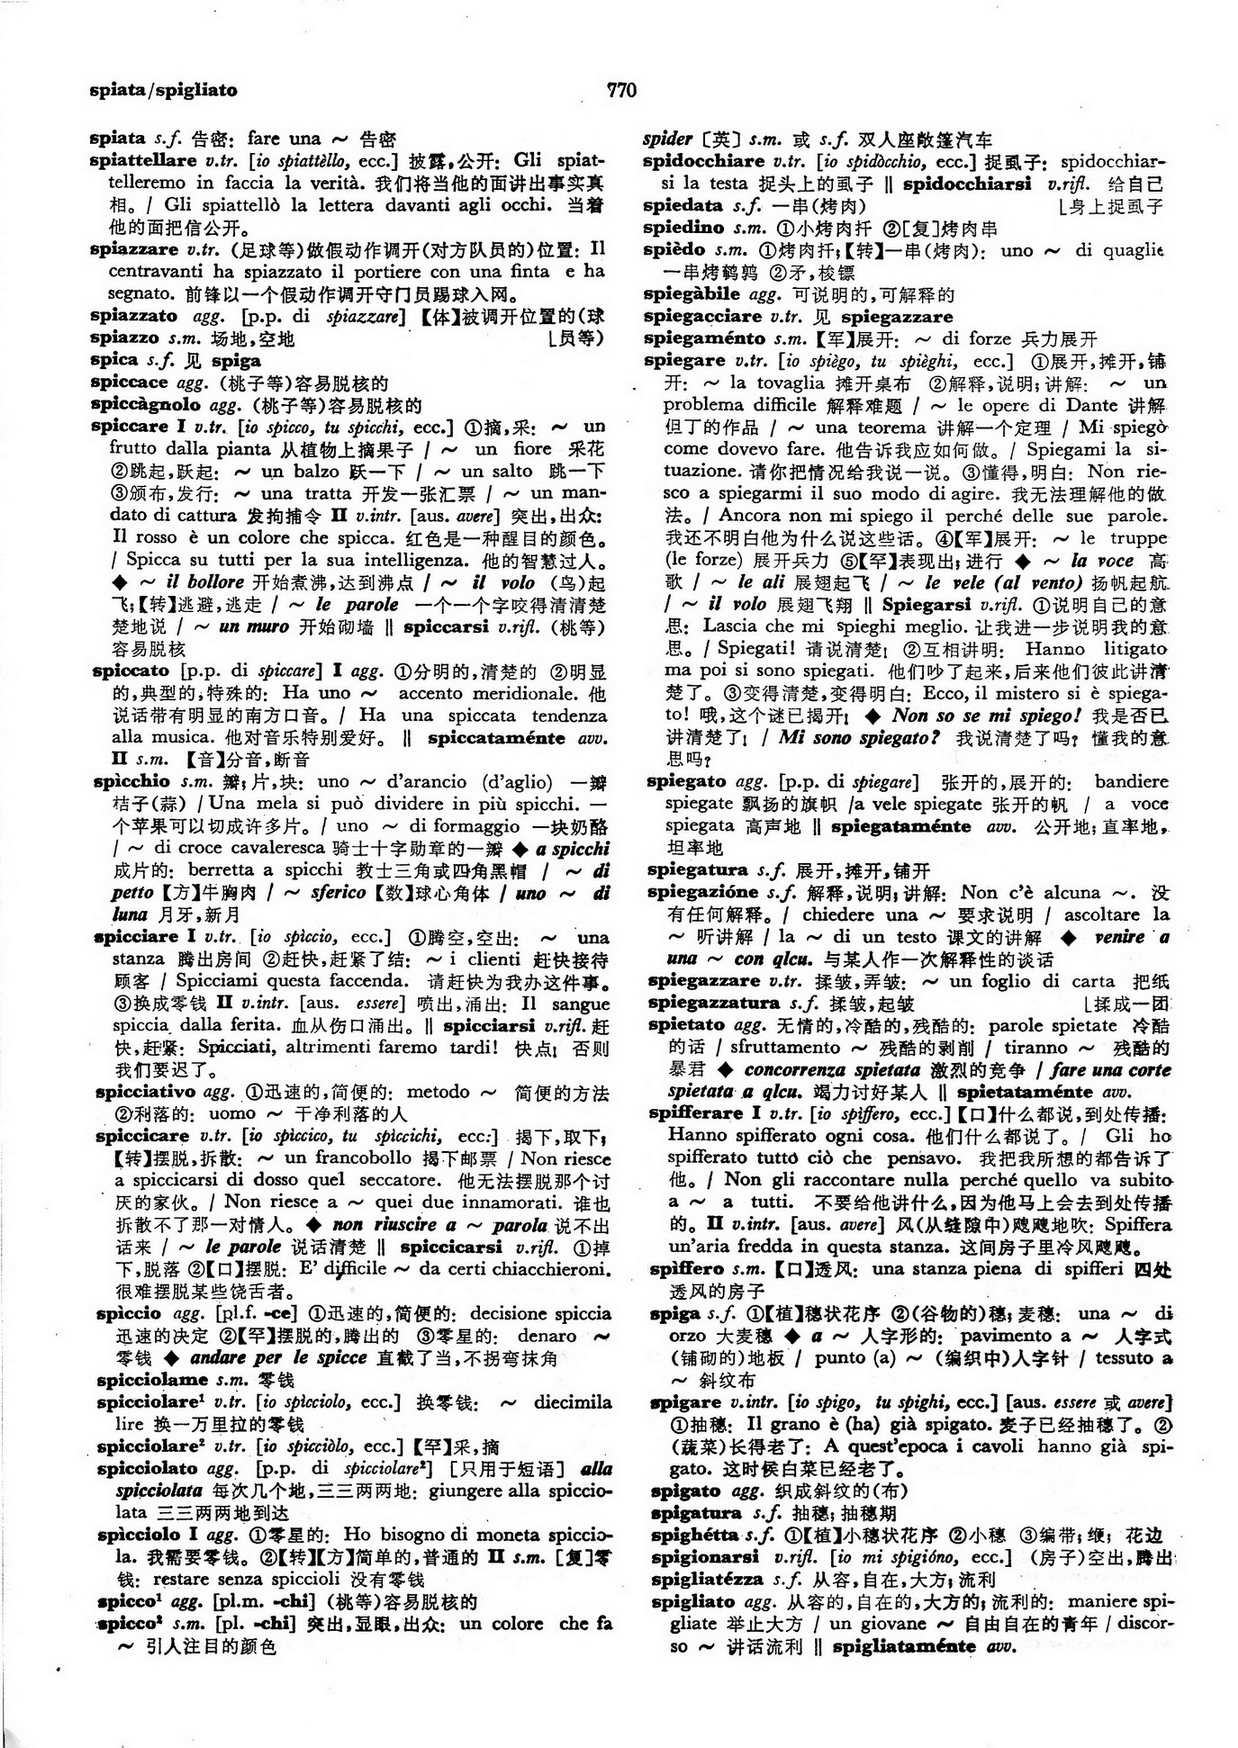 spiata/spigliato
770
spiata s.f. 告密: fare una ～ 告密
spiattellare v.tr. [io spiattèllo, ecc.] 披露,公开: Gli spiat-
telleremo in faccia la verità. 我们将当他的面讲出事实真
相。/ Gli spiattellò la lettera davanti agli occhi. 当着
他的面把信公开。
spiazzare v.tr. (足球等)做假动作调开(对方队员的)位置: Il
centravanti ha spiazzato il portiere con una finta e ha
segnato. 前锋以一个假动作调开守门员踢球入网。
spiazzato agg. [p.p. di spiazzare] 【体】被调开位置的(球
spiazzo s.m. 场地,空地 ⌊员等)
spica s.f. 见 spiga
spiccace agg. (桃子等)容易脱核的
spiccàgnolo agg. (桃子等)容易脱核的
spiccare I v.tr. [io spicco, tu spicchi, ecc.] ①摘,采: ～ un
frutto dalla pianta 从植物上摘果子 / ～ un fiore 采花
②跳起,跃起: ～ un balzo 跃一下 / ～ un salto 跳一下
③颁布,发行: ～ una tratta 开发一张汇票 / ～ un man-
dato di cattura 发拘捕令 II v.intr. [aus. avere] 突出,出众:
Il rosso è un colore che spicca. 红色是一种醒目的颜色。
/ Spicca su tutti per la sua intelligenza. 他的智慧过人。
◆ ～ il bollore 开始煮沸,达到沸点 / ～ il volo (鸟)起
飞;【转】逃避,逃走 / ～ le parole 一个一个字咬得清清楚
楚地说 / ～ un muro 开始砌墙 ‖ spiccarsi v.rifl. (桃等)
容易脱核
spiccato [p.p. di spiccare] I agg. ①分明的,清楚的 ②明显
的,典型的,特殊的: Ha uno ～ accento meridionale. 他
说话带有明显的南方口音。/ Ha una spiccata tendenza
alla musica. 他对音乐特别爱好。 ‖ spiccataménte avv.
II s.m. 【音】分音,断音
spìcchio s.m. 瓣;片,块: uno ～ d'arancio (d'aglio) 一瓣
桔子(蒜) /Una mela si può dividere in più spicchi. 一
个苹果可以切成许多片。/ uno ～ di formaggio 一块奶酪
/ ～ di croce cavaleresca 骑士十字勋章的一瓣 ◆ a spicchi
成片的: berretta a spicchi 教士三角或四角黑帽 / ～ di
petto 【方】牛胸肉 / ～ sferico 【数】球心角体 / uno ～ di
luna 月牙,新月
spicciare I v.tr. [io spìccio, ecc.] ①腾空,空出: ～ una
stanza 腾出房间 ②赶快,赶紧了结: ～ i clienti 赶快接待
顾客 / Spicciami questa faccenda. 请赶快为我办这件事。
③换成零钱 II v.intr. [aus. essere] 喷出,涌出: Il sangue
spiccia dalla ferita. 血从伤口涌出。‖ spicciarsi v.rifl. 赶
快,赶紧: Spicciati, altrimenti faremo tardi! 快点! 否则
我们要迟了。
spicciativo agg. ①迅速的,简便的: metodo ～ 简便的方法
②利落的: uomo ～ 干净利落的人
spiccicare v.tr. [io spìccico, tu spìccichi, ecc.] 揭下,取下;
【转】摆脱,拆散: ～ un francobollo 揭下邮票 / Non riesce
a spiccicarsi di dosso quel seccatore. 他无法摆脱那个讨
厌的家伙。/ Non riesce a ～ quei due innamorati. 谁也
拆散不了那一对情人。◆ non riuscire a ～ parola 说不出
话来 / ～ le parole 说话清楚 ‖ spiccicarsi v.rifl. ①掉
下,脱落 ②【口】摆脱: E' difficile ～ da certi chiacchieroni.
很难摆脱某些饶舌者。
spìccio agg. [pl.f. -ce] ①迅速的,简便的: decisione spiccia
迅速的决定 ②【罕】摆脱的,腾出的 ③零星的: denaro ～
零钱 ◆ andare per le spicce 直截了当,不拐弯抹角
spicciolame s.m. 零钱
spicciolare¹ v.tr. [io spìcciolo, ecc.] 换零钱: ～ diecimila
lire 换一万里拉的零钱
spicciolare² v.tr. [io spicciòlo, ecc.] 【罕】采,摘
spicciolato agg. [p.p. di spicciolare²] [只用于短语] alla
spicciolata 每次几个地,三三两两地: giungere alla spiccio-
lata 三三两两地到达
spìcciolo I agg. ①零星的: Ho bisogno di moneta spiccio-
la. 我需要零钱。②【转】【方】简单的,普通的 II s.m. [复]零
钱: restare senza spiccioli 没有零钱
spicco¹ agg. [pl.m. -chi] (桃等)容易脱核的
spicco² s.m. [pl. -chi] 突出,显眼,出众: un colore che fa
～ 引人注目的颜色
spider [英] s.m. 或 s.f. 双人座敞篷汽车
spidocchiare v.tr. [io spidòcchio, ecc.] 捉虱子: spidocchiar-
si la testa 捉头上的虱子 ‖ spidocchiarsi v.rifl. 给自己
spiedata s.f. 一串(烤肉) ⌊身上捉虱子
spiedino s.m. ①小烤肉扦 ②[复]烤肉串
spièdo s.m. ①烤肉扦;【转】一串(烤肉): uno ～ di quaglie
一串烤鹌鹑 ②矛,梭镖
spiegàbile agg. 可说明的,可解释的
spiegacciare v.tr. 见 spiegazzare
spiegaménto s.m. 【军】展开: ～ di forze 兵力展开
spiegare v.tr. [io spiègo, tu spièghi, ecc.] ①展开,摊开,铺
开: ～ la tovaglia 摊开桌布 ②解释,说明;讲解: ～ un
problema difficile 解释难题 / ～ le opere di Dante 讲解
但丁的作品 / ～ una teorema 讲解一个定理 / Mi spiegò
come dovevo fare. 他告诉我应如何做。/ Spiegami la si-
tuazione. 请你把情况给我说一说。③懂得,明白: Non rie-
sco a spiegarmi il suo modo di agire. 我无法理解他的做
法。/ Ancora non mi spiego il perché delle sue parole.
我还不明白他为什么说这些话。④【军】展开: ～ le truppe
(le forze) 展开兵力 ⑤【罕】表现出;进行 ◆ ～ la voce 高
歌 / ～ le ali 展翅起飞 / ～ le vele (al vento) 扬帆起航
/ ～ il volo 展翅飞翔 ‖ Spiegarsi v.rifl. ①说明自己的意
思: Lascia che mi spieghi meglio. 让我进一步说明我的意
思。/ Spiegati! 请说清楚! ②互相讲明: Hanno litigato
ma poi si sono spiegati. 他们吵了起来,后来他们彼此讲清
楚了。③变得清楚,变得明白: Ecco, il mistero si è spiega-
to! 哦,这个谜已揭开! ◆ Non so se mi spiego! 我是否已
讲清楚了! / Mi sono spiegato? 我说清楚了吗? 懂我的意
思吗?
spiegato agg. [p.p. di spiegare] 张开的,展开的: bandiere
spiegate 飘扬的旗帜 /a vele spiegate 张开的帆 / a voce
spiegata 高声地 ‖ spiegataménte avv. 公开地;直率地,
坦率地
spiegatura s.f. 展开,摊开,铺开
spiegazióne s.f. 解释,说明;讲解: Non c'è alcuna ～. 没
有任何解释。/ chiedere una ～ 要求说明 / ascoltare la
～ 听讲解 / la ～ di un testo 课文的讲解 ◆ venire a
una ～ con qlcu. 与某人作一次解释性的谈话
spiegazzare v.tr. 揉皱,弄皱: ～ un foglio di carta 把纸
spiegazzatura s.f. 揉皱,起皱 ⌊揉成一团
spietato agg. 无情的,冷酷的,残酷的: parole spietate 冷酷
的话 / sfruttamento ～ 残酷的剥削 / tiranno ～ 残酷的
暴君 ◆ concorrenza spietata 激烈的竞争 / fare una corte
spietata a qlcu. 竭力讨好某人 ‖ spietataménte avv.
spifferare I v.tr. [io spìffero, ecc.] 【口】什么都说,到处传播:
Hanno spifferato ogni cosa. 他们什么都说了。/ Gli ho
spifferato tutto ciò che pensavo. 我把我所想的都告诉了
他。/ Non gli raccontare nulla perché quello va subito
a ～ a tutti. 不要给他讲什么,因为他马上会去到处传播
的。II v.intr. [aus. avere] 风(从缝隙中)飕飕地吹: Spiffera
un'aria fredda in questa stanza. 这间房子里冷风飕飕。
spìffero s.m. 【口】透风: una stanza piena di spifferi 四处
透风的房子
spiga s.f. ①【植】穗状花序 ②(谷物的)穗;麦穗: una ～ di
orzo 大麦穗 ◆ a ～ 人字形的: pavimento a ～ 人字式
(铺砌的)地板 / punto (a) ～ (编织中)人字针 / tessuto a
～ 斜纹布
spigare v.intr. [io spigo, tu spighi, ecc.] [aus. essere 或 avere]
①抽穗: Il grano è (ha) già spigato. 麦子已经抽穗了。②
(蔬菜)长得老了: A quest'epoca i cavoli hanno già spi-
gato. 这时候白菜已经老了。
spigato agg. 织成斜纹的(布)
spigatura s.f. 抽穗;抽穗期
spighétta s.f. ①【植】小穗状花序 ②小穗 ③编带;缏; 花边
spigionarsi v.rifl. [io mi spigióno, ecc.] (房子)空出,腾出
spigliatézza s.f. 从容,自在,大方;流利
spigliato agg. 从容的,自在的,大方的;流利的: maniere spi-
gliate 举止大方 / un giovane ～ 自由自在的青年 / discor-
so ～ 讲话流利 ‖ spigliataménte avv.